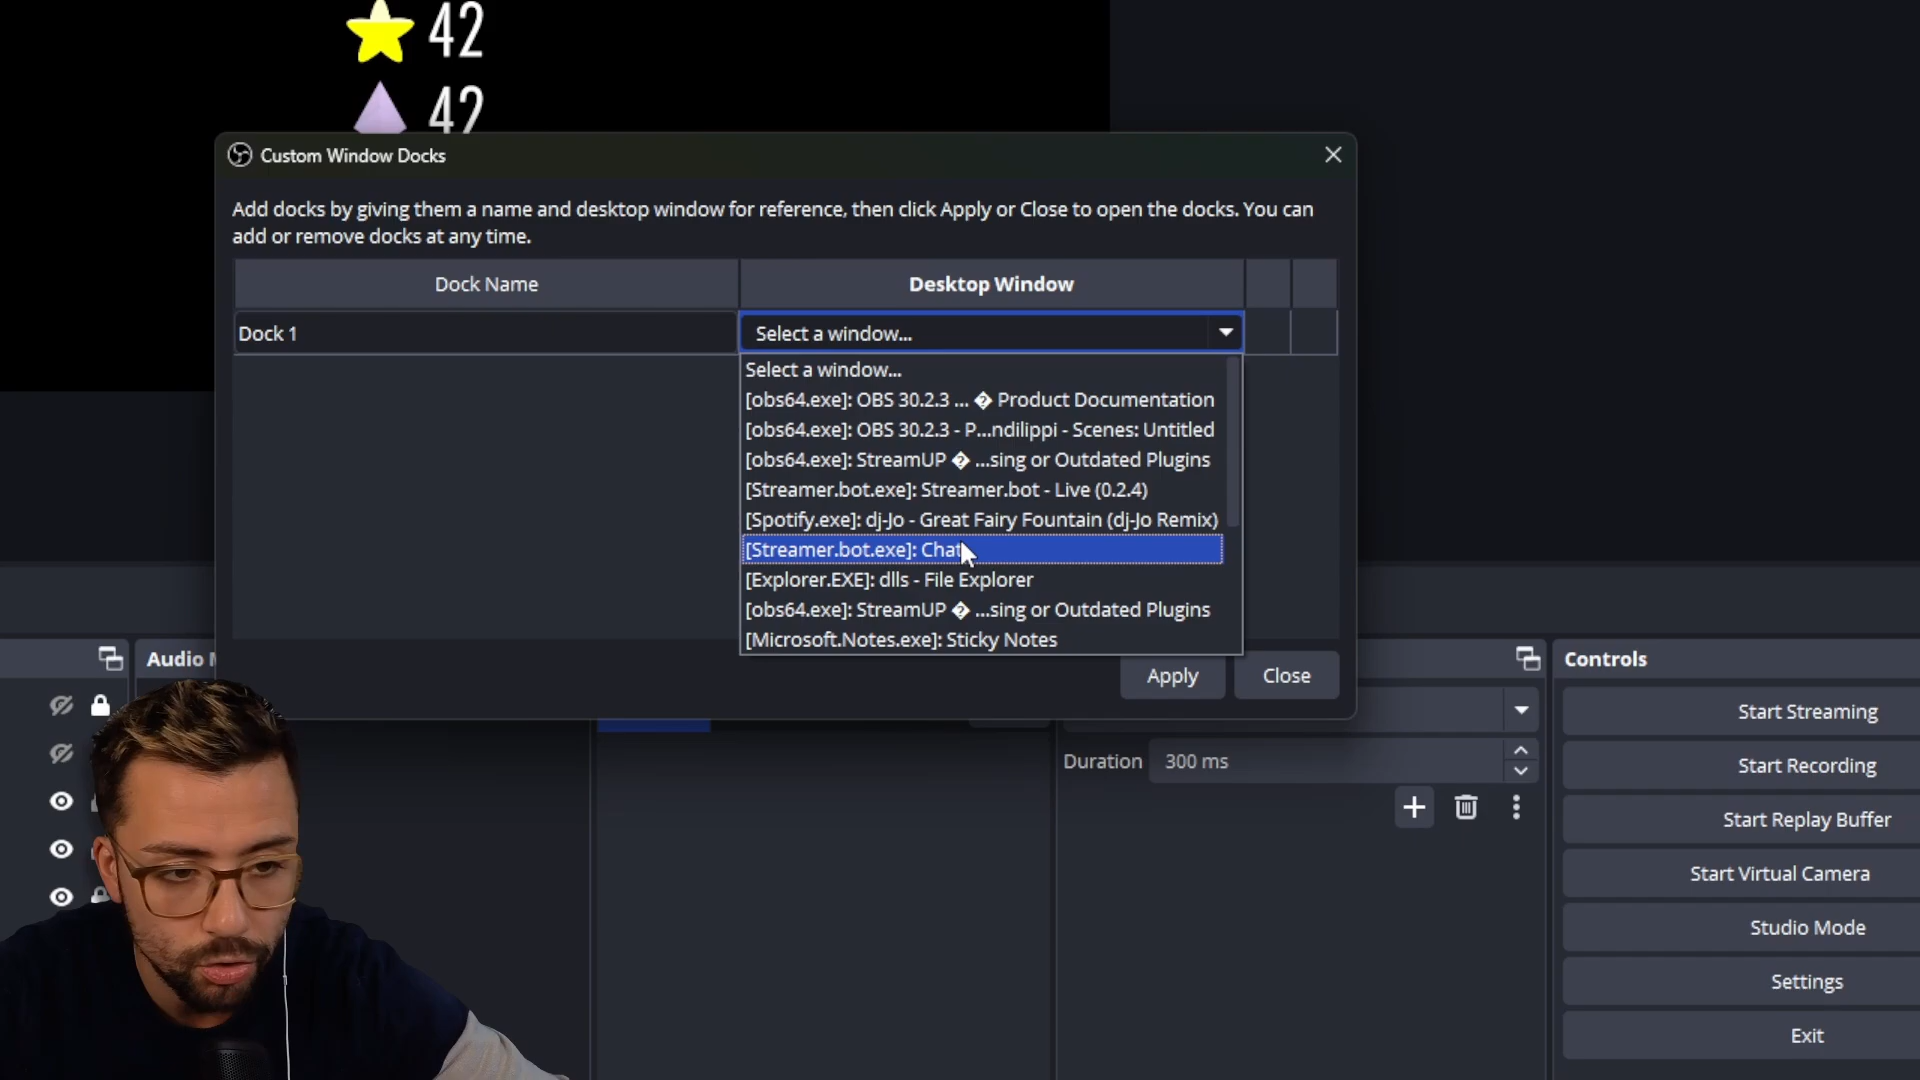 42
42
Custom Window Docks
Add docks by giving them a name and desktop window for reference, then click Apply or Close to open the docks. You can
add or remove docks at any time.
Dock Name
Desktop Window
Dock 1
Select a window...
Select a window...
[obs64.exe]: OBS 30.2.3 ... � Product Documentation
[obs64.exe]: OBS 30.2.3 - P...ndilippi - Scenes: Untitled
[obs64.exe]: StreamUP � ...sing or Outdated Plugins
[Streamer.bot.exe]: Streamer.bot - Live (0.2.4)
[Spotify.exe]: dj-Jo - Great Fairy Fountain (dj-Jo Remix)
[Streamer.bot.exe]: Chat
[Explorer.EXE]: dlls - File Explorer
[obs64.exe]: StreamUP � ...sing or Outdated Plugins
[Microsoft.Notes.exe]: Sticky Notes
Apply
Close
Audio
Duration
300 ms
Controls
Start Streaming
Start Recording
Start Replay Buffer
Start Virtual Camera
Studio Mode
Settings
Exit